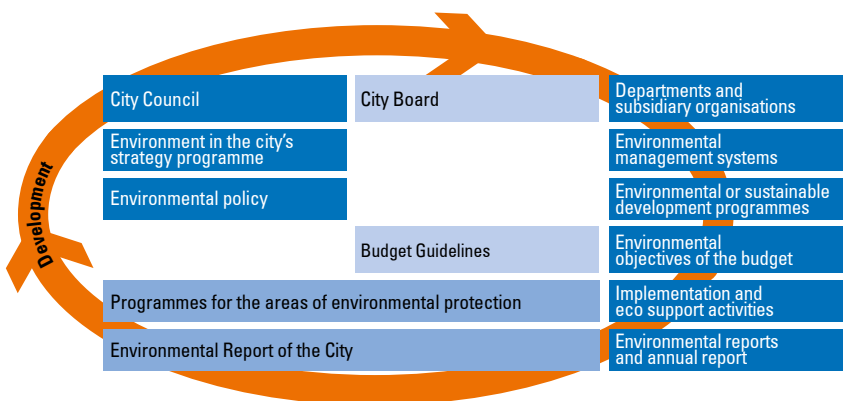 City Council
City Board
Departments and
subsidiary organisations
Environment in the city's
strategy programme
Environmental
management systems
Environmental policy
Environmental or sustainable
development programmes
Development
Budget Guidelines
Environmental
objectives of the budget
Programmes for the areas of environmental protection
Implementation and
eco support activities
Environmental Report of the City
Environmental reports
and annual report